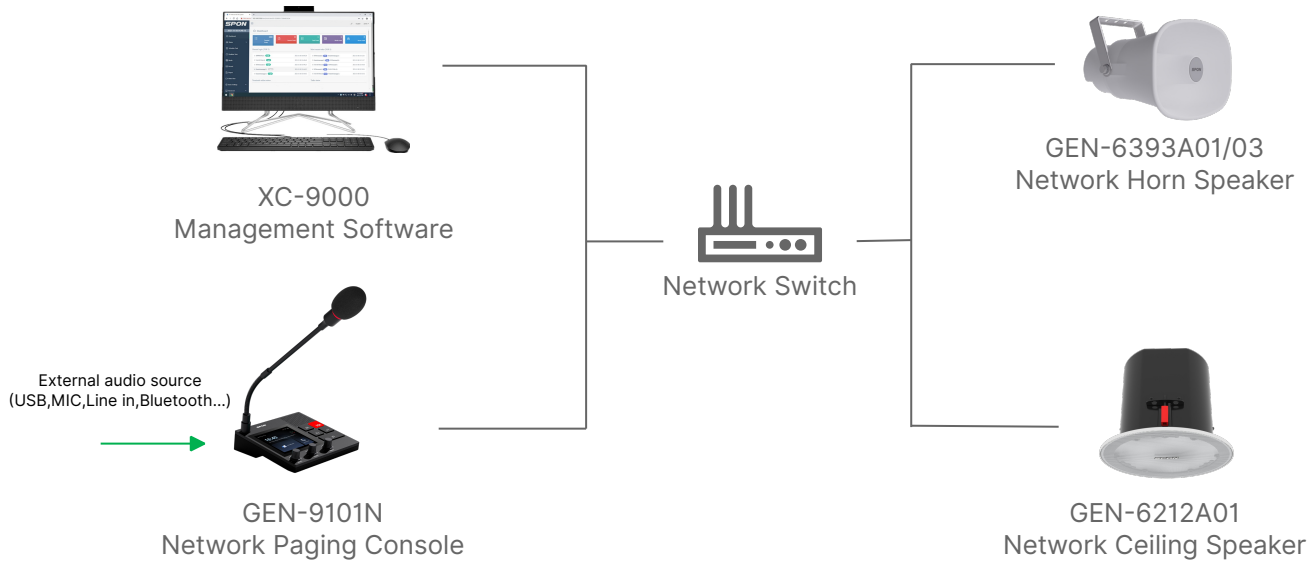 SPON
XC-9000
Management Software
External audio source
(USB,MIC,Line in,Bluetooth...)
GEN-9101N
Network Paging Console
Network Switch
GEN-6393A01/03
Network Horn Speaker
GEN-6212A01
Network Ceiling Speaker